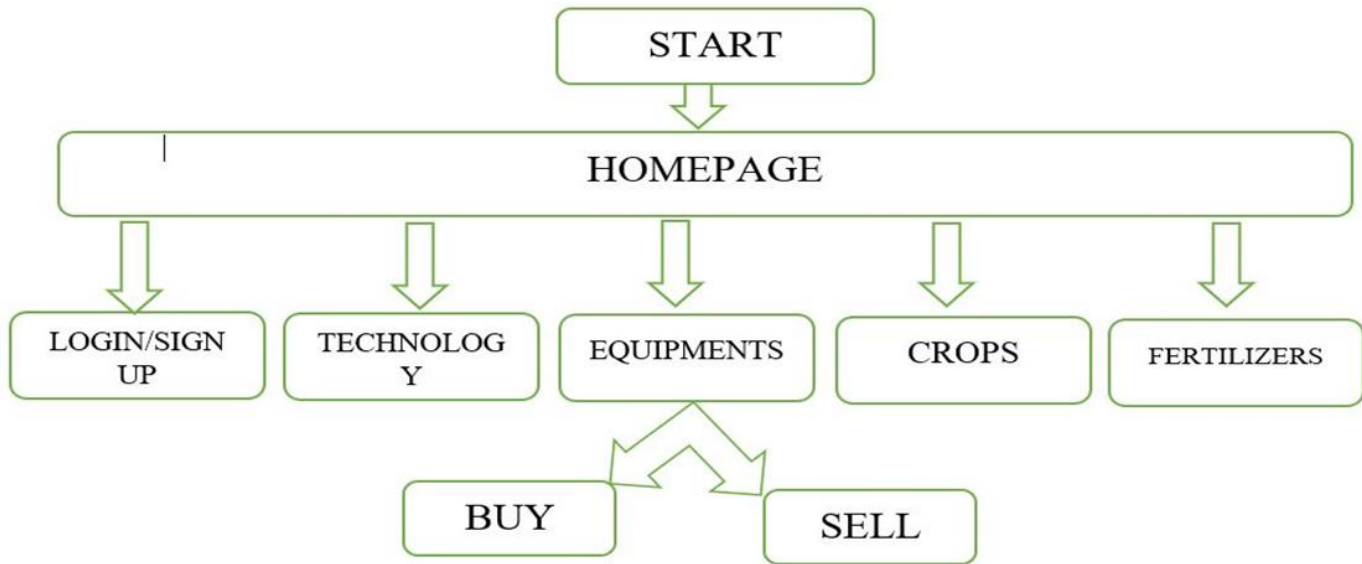 START
HOMEPAGE
LOGIN/SIGN
UP
TECHNOLOG
Y
EQUIPMENTS
CROPS
FERTILIZERS
BUY
SELL